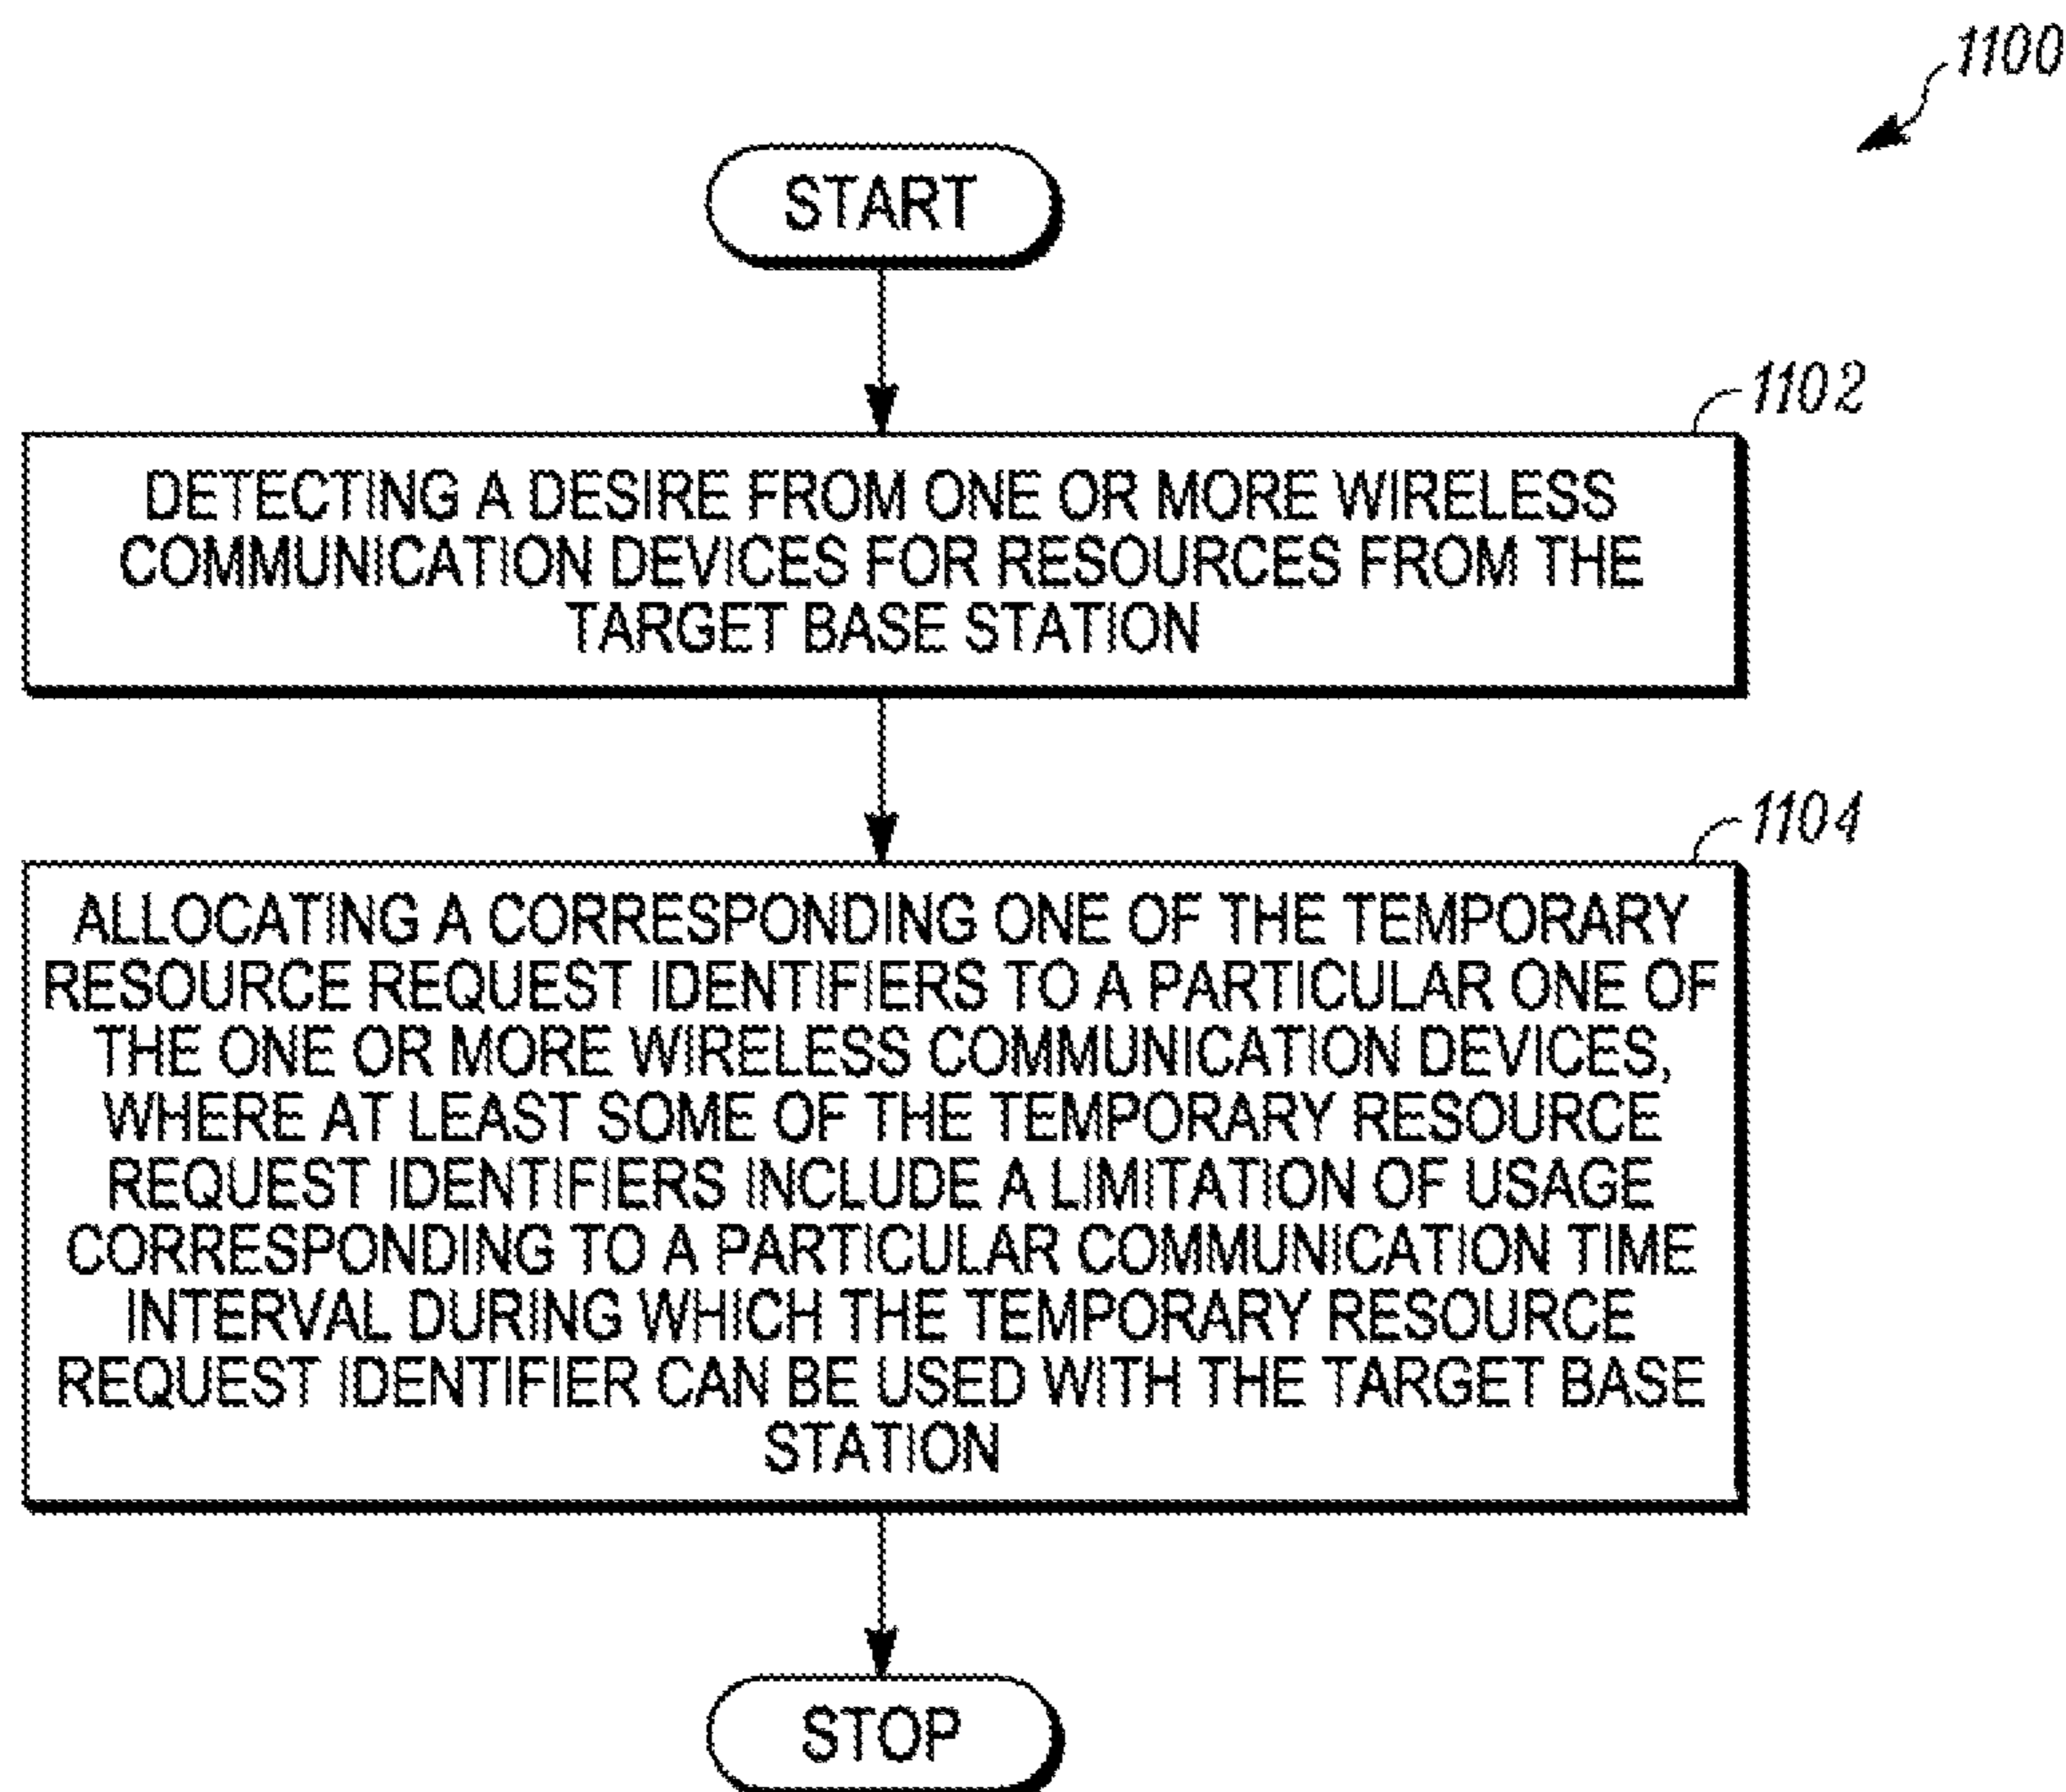 1100
START
1102
DETECTING A DESIRE FROM ONE OR MORE WIRELESS
COMMUNICATION DEVICES FOR RESOURCES FROM THE
TARGET BASE STATION
1104
ALLOCATING A CORRESPONDING ONE OF THE TEMPORARY
RESOURCE REQUEST IDENTIFIERS TO A PARTICULAR ONE OF
THE ONE OR MORE WIRELESS COMMUNICATION DEVICES,
WHERE AT LEAST SOME OF THE TEMPORARY RESOURCE
REQUEST IDENTIFIERS INCLUDE A LIMITATION OF USAGE
CORRESPONDING TO A PARTICULAR COMMUNICATION TIME
INTERVAL DURING WHICH THE TEMPORARY RESOURCE
REQUEST IDENTIFIER CAN BE USED WITH THE TARGET BASE
STATION
STOP